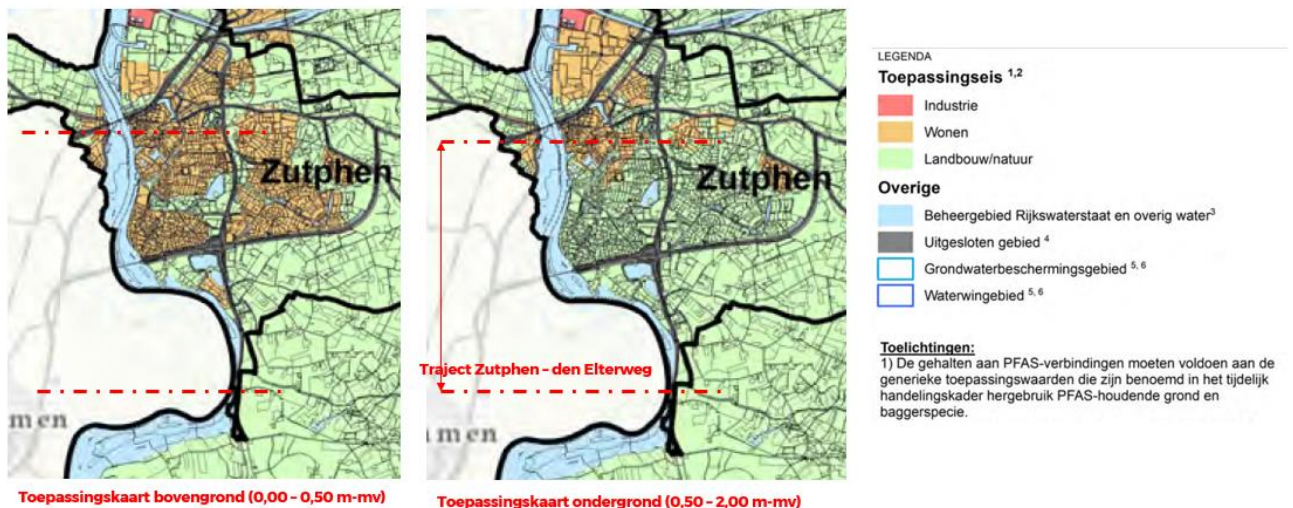 Zutphen
men
Toepassingskaart bovengrond (0,00 – 0,50 m-mv)
Zutphen
Traject Zutphen – den Elterweg
men
Toepassingskaart ondergrond (0,50 – 2,00 m-mv)
LEGENDA
Toepassingseis 1,2
Industrie
Wonen
Landbouw/natuur
Overige
Beheergebied Rijkswaterstaat en overig water3
Uitgesloten gebied 4
Grondwaterbeschermingsgebied 5, 6
Waterwingebied 5, 6
Toelichtingen:
1) De gehalten aan PFAS-verbindingen moeten voldoen aan de
generieke toepassingswaarden die zijn benoemd in het tijdelijk
handelingskader hergebruik PFAS-houdende grond en
baggerspecie.